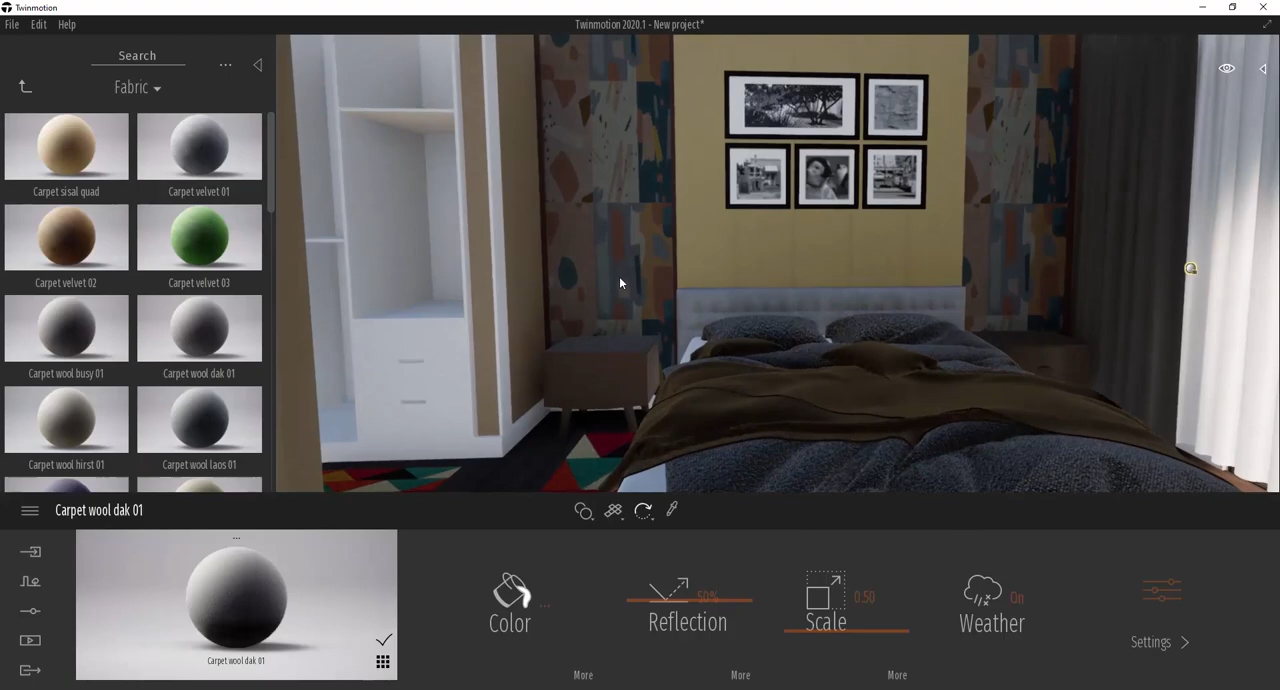 Twinmotion
File Edit Help
Twinmotion 2020.1 - New project*
Search
...
Fabric
Carpet sisal quad
Carpet velvet 01
Carpet velvet 02
Carpet velvet 03
Carpet wool busy 01
Carpet wool dak 01
Carpet wool hirst 01
Carpet wool laos 01
Carpet wool dak 01
...
Carpet wool dak 01
Color ...
Reflection 50%
Scale 0.50
Weather On
Settings
More
More
More